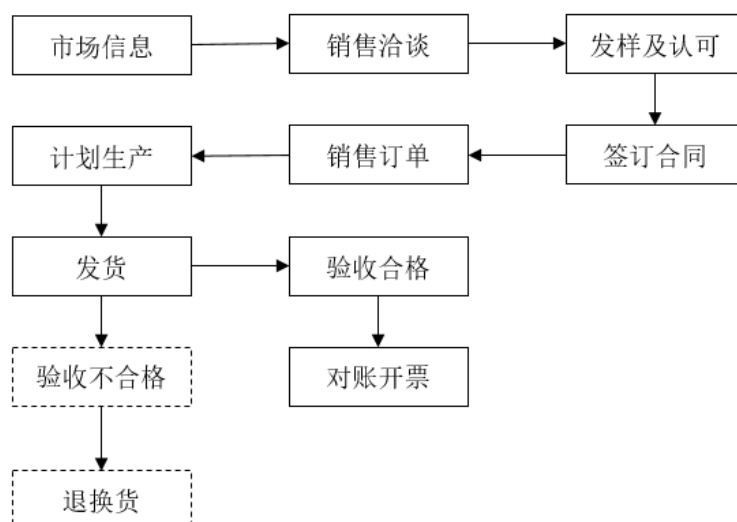 市场信息
销售洽谈
发样及认可
签订合同
销售订单
计划生产
发货
验收合格
验收不合格
对账开票
退换货